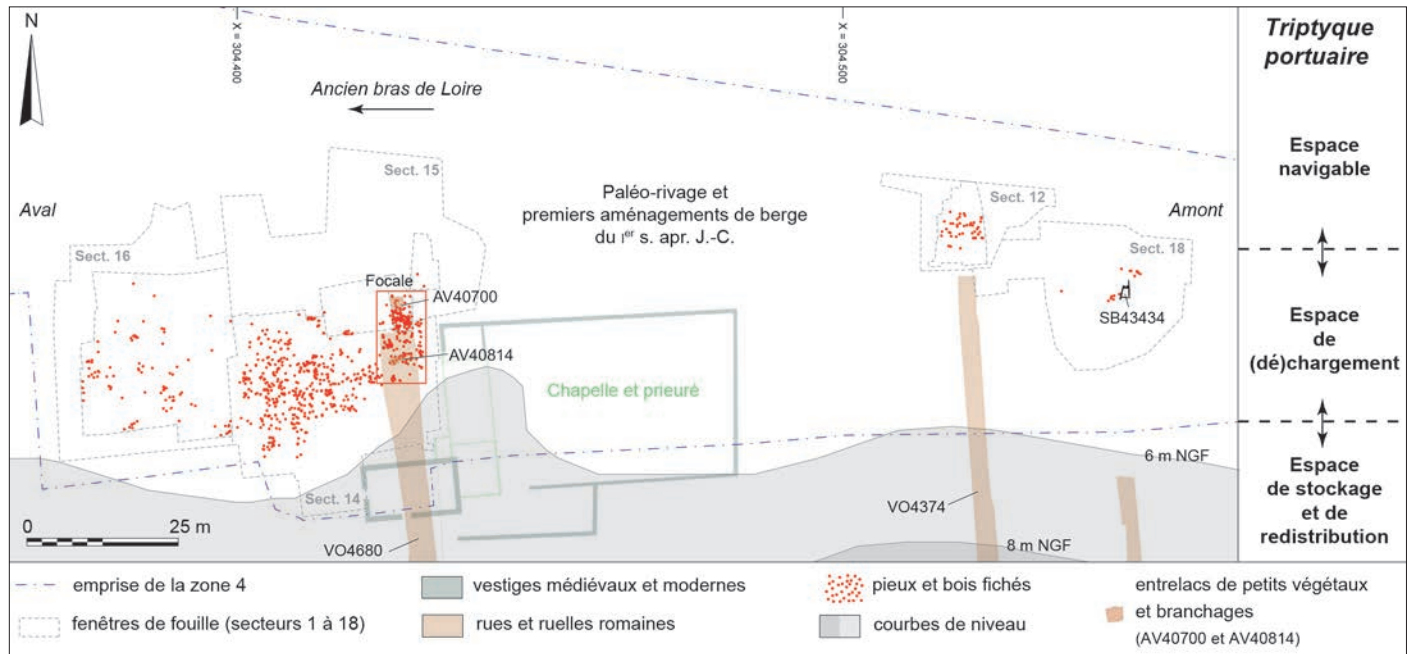 N
X = 304.400
X = 304.500
Triptyque
portuaire
Ancien bras de Loire
Sect. 15
Sect. 12
Espace
navigable
Aval
Paléo-rivage et
premiers aménagements de berge
du Ier s. apr. J.-C.
Amont
Sect. 16
Sect. 18
Focale
AV40700
SB43434
AV40814
Espace
de
(dé)chargement
Chapelle et prieuré
6 m NGF
Sect. 14
Espace
de stockage
et de
redistribution
0 25 m
VO4680
VO4374
8 m NGF
emprise de la zone 4
vestiges médiévaux et modernes
pieux et bois fichés
entrelacs de petits végétaux
et branchages
(AV40700 et AV40814)
fenêtres de fouille (secteurs 1 à 18)
rues et ruelles romaines
courbes de niveau